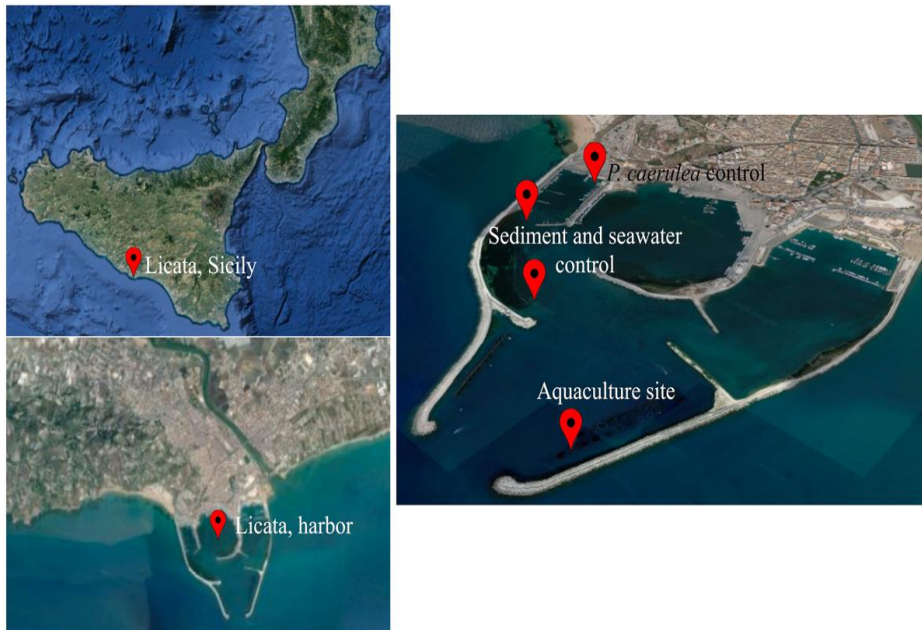 Licata, Sicily
Licata, harbor
P. caerulea control
Sediment and seawater
control
Aquaculture site